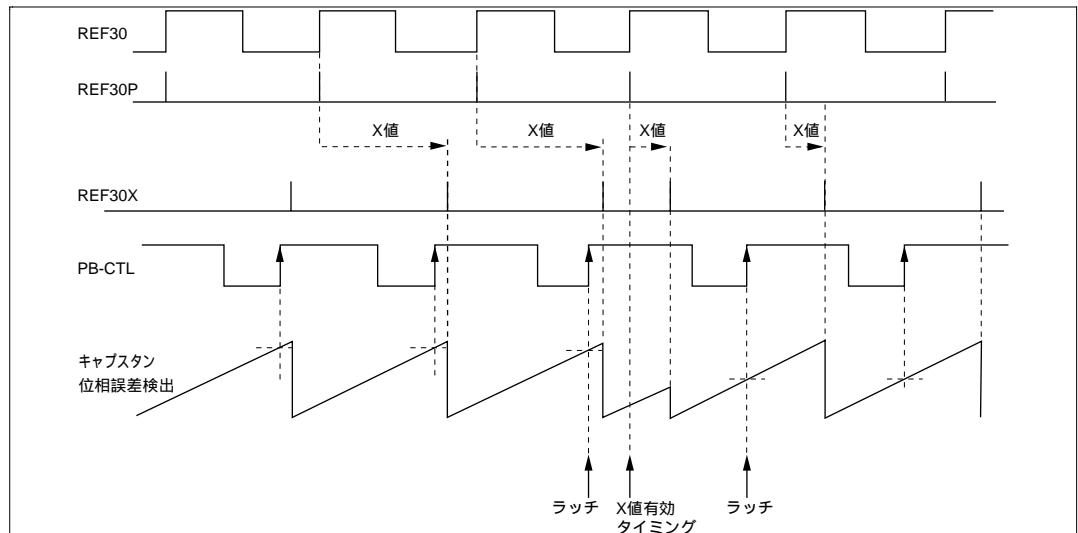 REF30
REF30P
X値
X値
X値
X値
REF30X
PB-CTL
キャプスタン
位相誤差検出
ラッチ
X値有効
タイミング
ラッチ